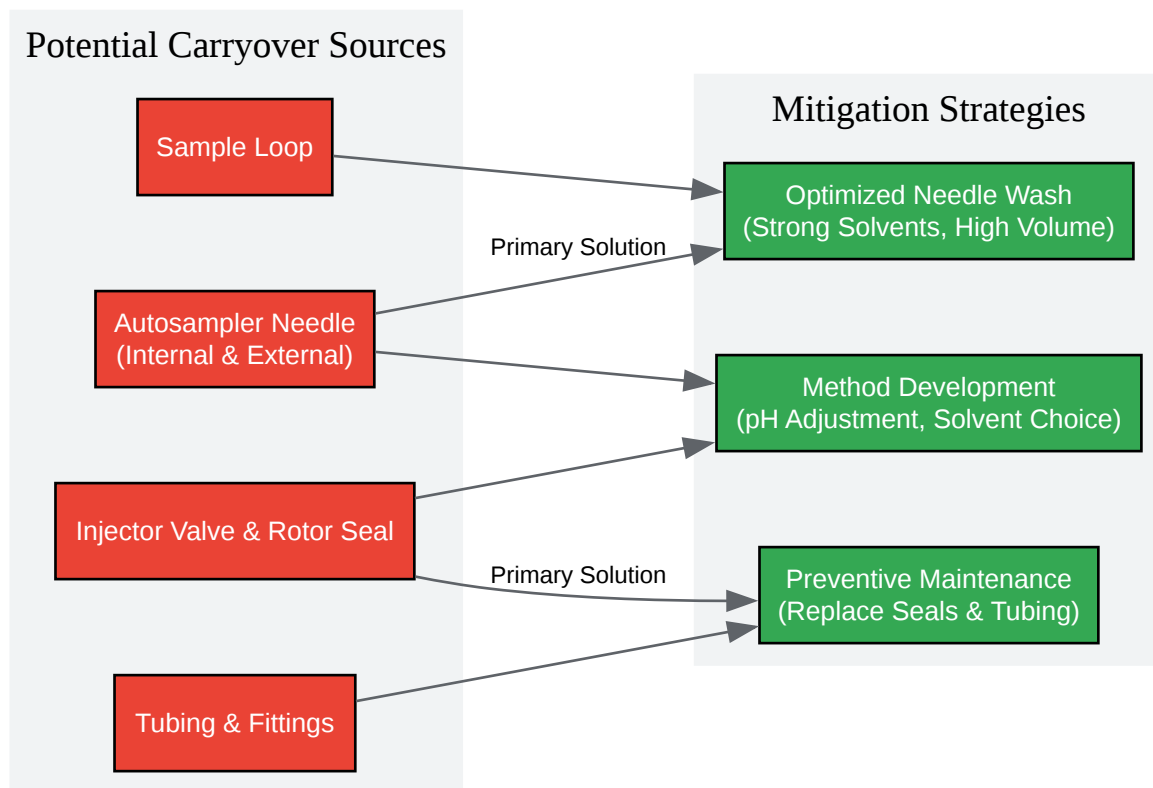 Potential Carryover Sources
Sample Loop
Autosampler Needle
(Internal & External)
Injector Valve & Rotor Seal
Tubing & Fittings
Primary Solution
Primary Solution
Mitigation Strategies
Optimized Needle Wash
(Strong Solvents, High Volume)
Method Development
(pH Adjustment, Solvent Choice)
Preventive Maintenance
(Replace Seals & Tubing)